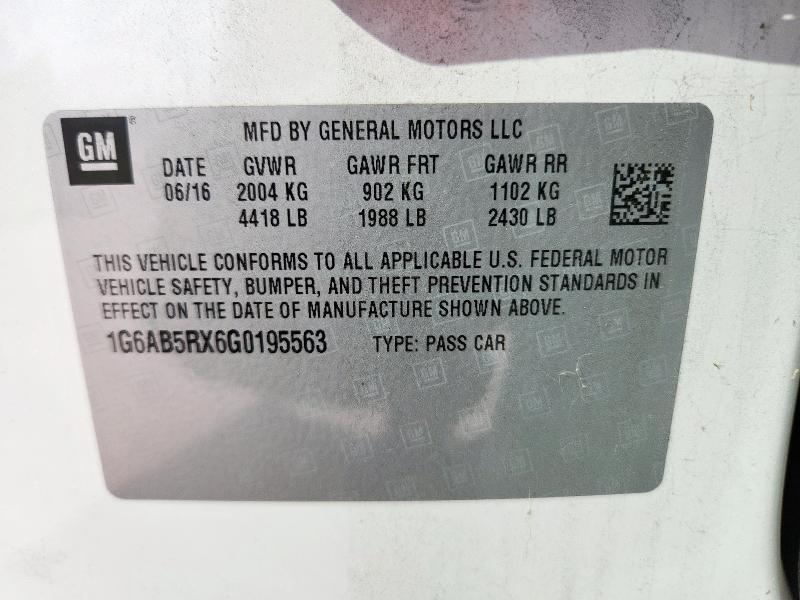 GM ®
MFD BY GENERAL MOTORS LLC
DATE GVWR GAWR FRT GAWR RR
06/16 2004 KG 902 KG 1102 KG
4418 LB 1988 LB 2430 LB
THIS VEHICLE CONFORMS TO ALL APPLICABLE U.S. FEDERAL MOTOR
VEHICLE SAFETY, BUMPER, AND THEFT PREVENTION STANDARDS IN
EFFECT ON THE DATE OF MANUFACTURE SHOWN ABOVE.
1G6AB5RX6G0195563 TYPE: PASS CAR